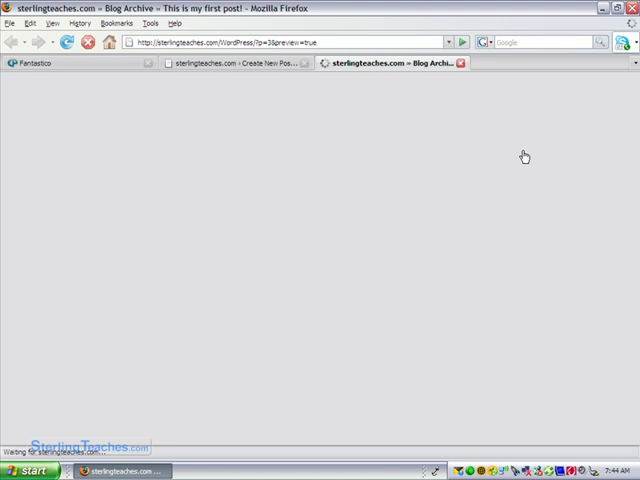 sterlingteaches.com » Blog Archive » This is my first post! - Mozilla Firefox
File Edit View History Bookmarks Tools Help
http://sterlingteaches.com/WordPress/?p=3&preview=true
Google
Fantastico
sterlingteaches.com › Create New Pos...
sterlingteaches.com » Blog Archi...
SterlingTeaches.com
Waiting for sterlingteaches.com...
start
sterlingteaches.com ...
7:44 AM